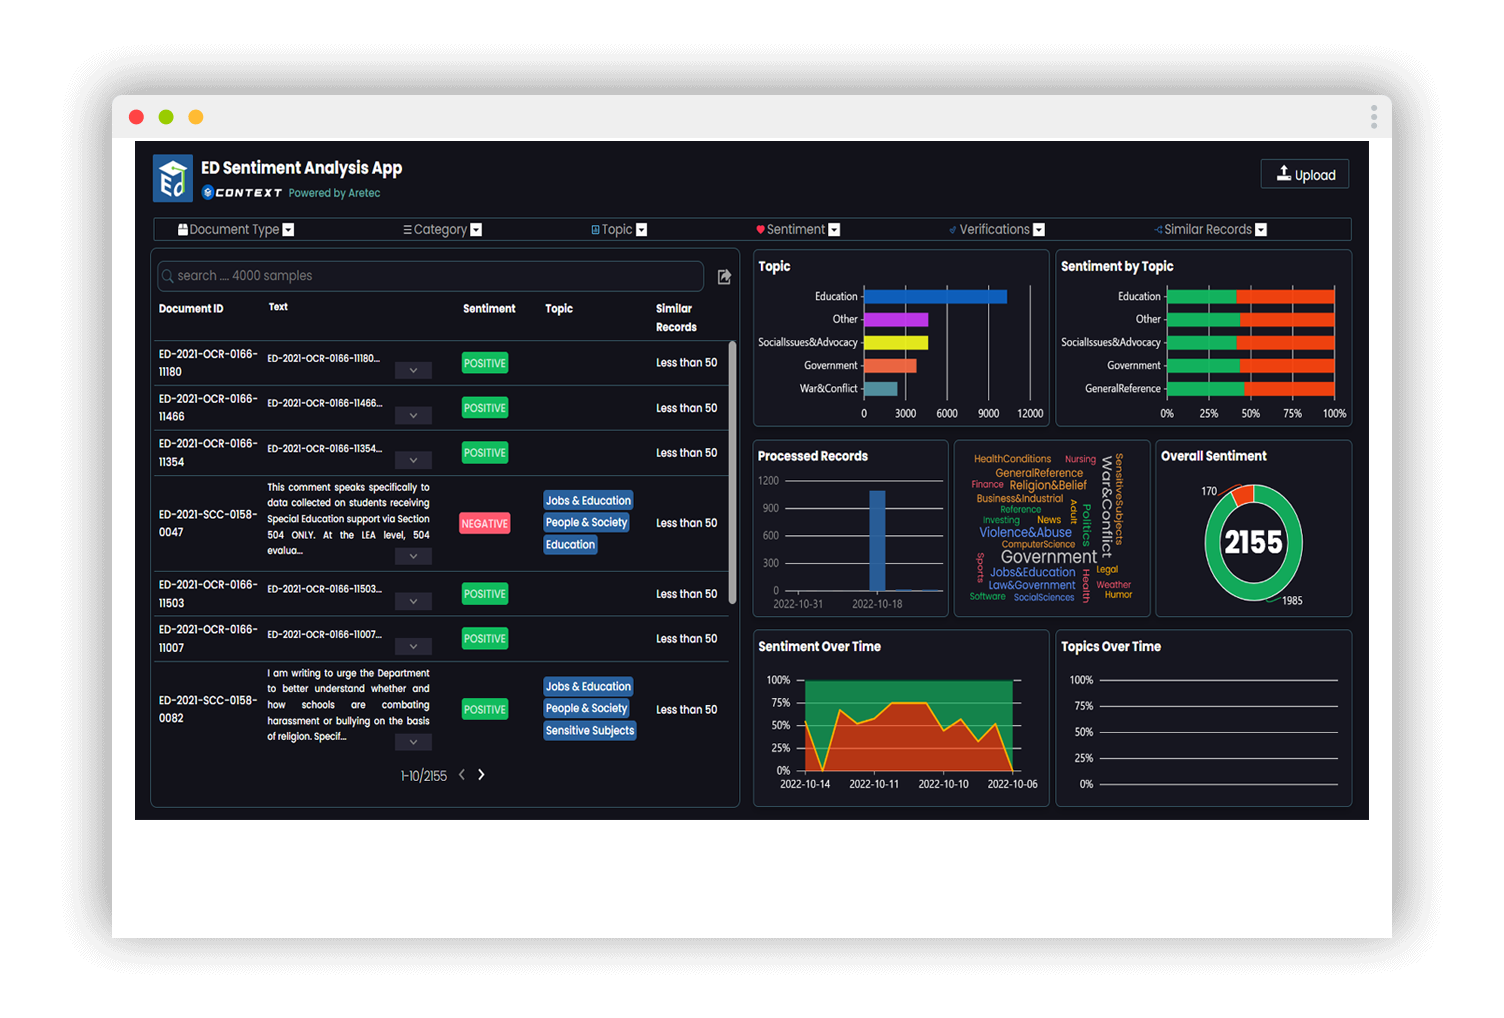 ED Sentiment Analysis App
CONTEXT Powered by Aretec
Upload
Document Type
Category
Topic
Sentiment
Verifications
Similar Records
search .... 4000 samples
Document ID Text Sentiment Topic Similar
Records
ED-2021-OCR-0166-
11180
ED-2021-OCR-0166-11180...
POSITIVE
Less than 50
ED-2021-OCR-0166-
11466
ED-2021-OCR-0166-11466...
POSITIVE
Less than 50
ED-2021-OCR-0166-
11354
ED-2021-OCR-0166-11354...
POSITIVE
Less than 50
ED-2021-SCC-0158-
0047
This comment speaks specifically to
data collected on students receiving
Special Education support via Section
504 ONLY. At the LEA level, 504
evalua...
NEGATIVE
Jobs & Education
People & Society
Education
Less than 50
ED-2021-OCR-0166-
11503
ED-2021-OCR-0166-11503...
POSITIVE
Less than 50
ED-2021-OCR-0166-
11007
ED-2021-OCR-0166-11007...
POSITIVE
Less than 50
ED-2021-SCC-0158-
0082
I am writing to urge the Department
to better understand whether and
how schools are combating
harassment or bullying on the basis
of religion. Specif...
POSITIVE
Jobs & Education
People & Society
Sensitive Subjects
Less than 50
1-10/2155
Topic
Education
Other
SocialIssues&Advocacy
Government
War&Conflict
0 3000 6000 9000 12000
Sentiment by Topic
Education
Other
SocialIssues&Advocacy
Government
GeneralReference
0% 25% 50% 75% 100%
Processed Records
1200
900
600
300
0
2022-10-31 2022-10-18
HealthConditions Nursing
GeneralReference
Finance Religion&Belief
Business&Industrial
Reference
Investing News
Violence&Abuse
ComputerScience
Government
Jobs&Education Legal
Law&Government Weather
Software SocialSciences Humor
Adult
Politics
War&Conflict
SensitiveSubjects
Sports
Health
Overall Sentiment
170
2155
1985
Sentiment Over Time
100%
75%
50%
25%
0%
2022-10-14 2022-10-11 2022-10-10 2022-10-06
Topics Over Time
100%
75%
50%
25%
0%
Ed